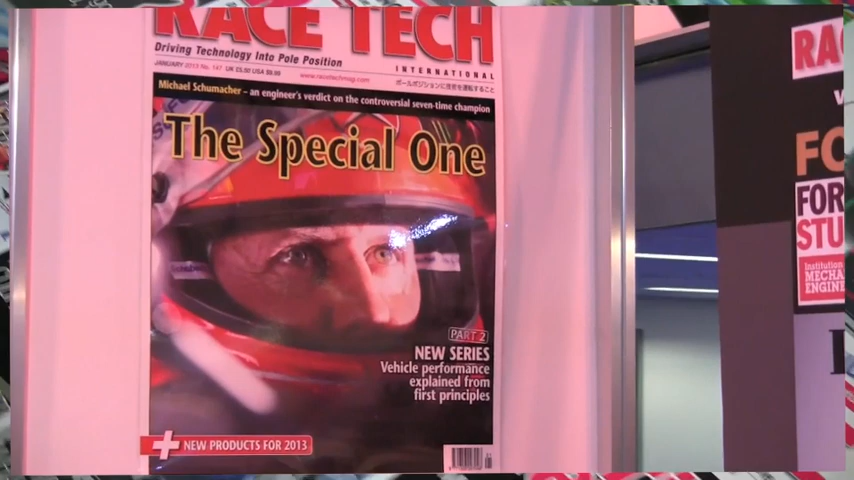 RACE TECH
Driving Technology Into Pole Position
INTERNATIONAL
JANUARY 2013 No. 147 UK £5.50 USA $9.99
www.racetechmag.com
ポールポジションに技術を運転すること
Michael Schumacher – an engineer's verdict on the controversial seven-time champion
The Special One
PART 2
NEW SERIES
Vehicle performance
explained from
first principles
+ NEW PRODUCTS FOR 2013
RAC
FO
FOR
STU
Institution
MECHA
ENGINE